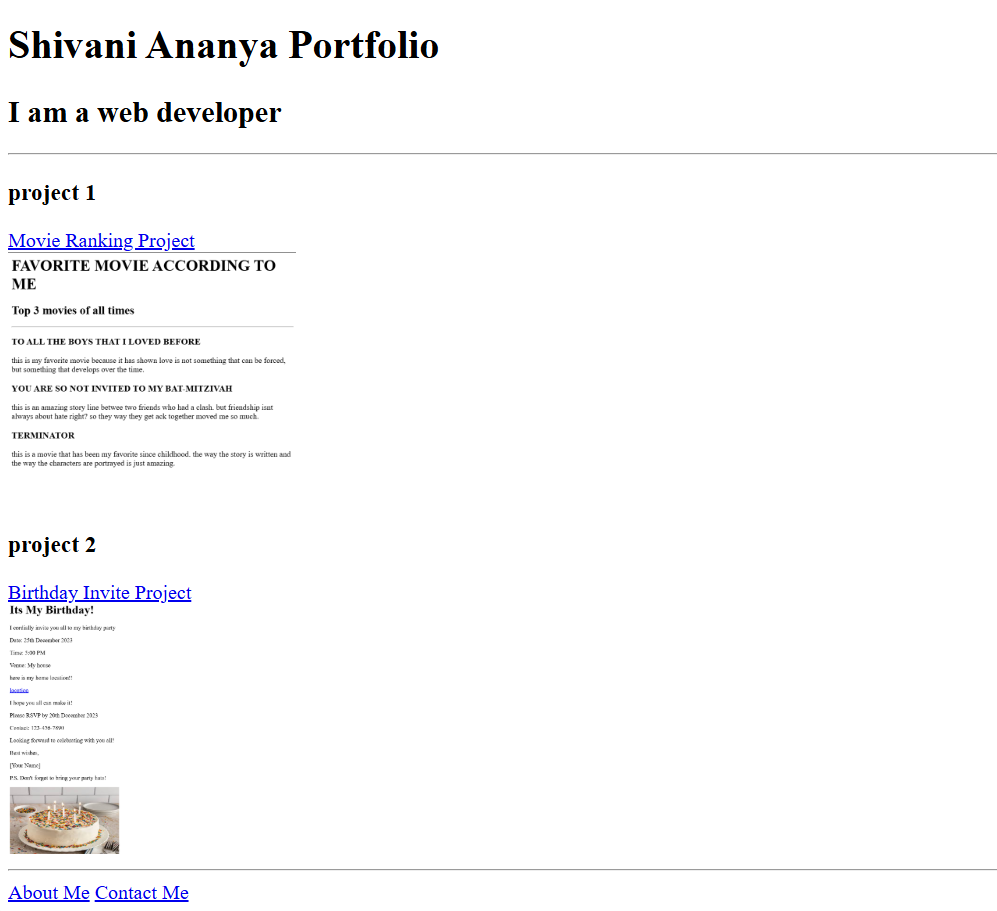 Shivani Ananya Portfolio
I am a web developer
project 1
Movie Ranking Project
FAVORITE MOVIE ACCORDING TO
ME
Top 3 movies of all times
TO ALL THE BOYS THAT I LOVED BEFORE
this is my favorite movie because it has shown love is not something that can be forced,
but something that develops over the time.
YOU ARE SO NOT INVITED TO MY BAT-MITZIVAH
this is an amazing story line betwee two friends who had a clash. but friendship isnt
always about hate right? so they way they get ack together moved me so much.
TERMINATOR
this is a movie that has been my favorite since childhood. the way the story is written and
the way the characters are portrayed is just amazing.
project 2
Birthday Invite Project
Its My Birthday!
I cordially invite you all to my birthday party
Date: 25th December 2023
Time: 5:00 PM
Venue: My house
here is my home location!!
location
I hope you all can make it!
Please RSVP by 20th December 2023
Contact: 123-456-7890
Looking forward to celebrating with you all!
Best wishes,
[Your Name]
P.S. Don't forget to bring your party hats!
About Me Contact Me